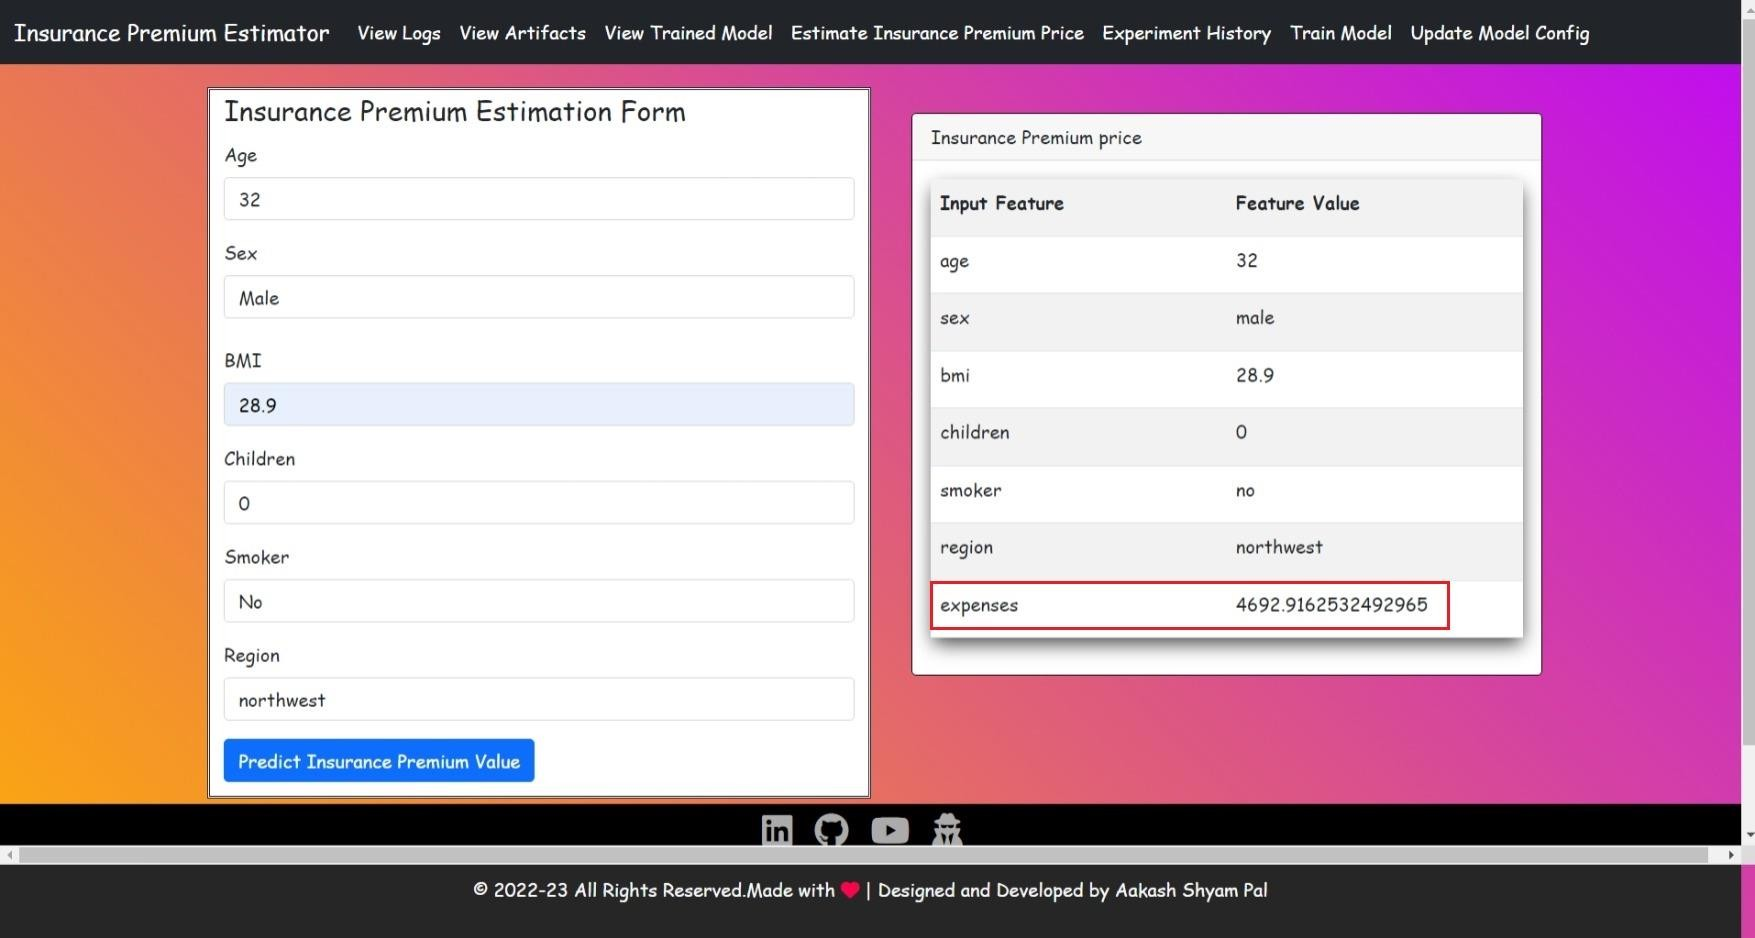 Insurance Premium Estimator View Logs View Artifacts View Trained Model Estimate Insurance Premium Price Experiment History Train Model Update Model Config
Insurance Premium Estimation Form
Age
32
Sex
Male
BMI
28.9
Children
0
Smoker
No
Region
northwest
Predict Insurance Premium Value
Insurance Premium price
Input Feature Feature Value
age 32
sex male
bmi 28.9
children 0
smoker no
region northwest
expenses 4692.9162532492965
in
© 2022-23 All Rights Reserved.Made with ❤ | Designed and Developed by Aakash Shyam Pal